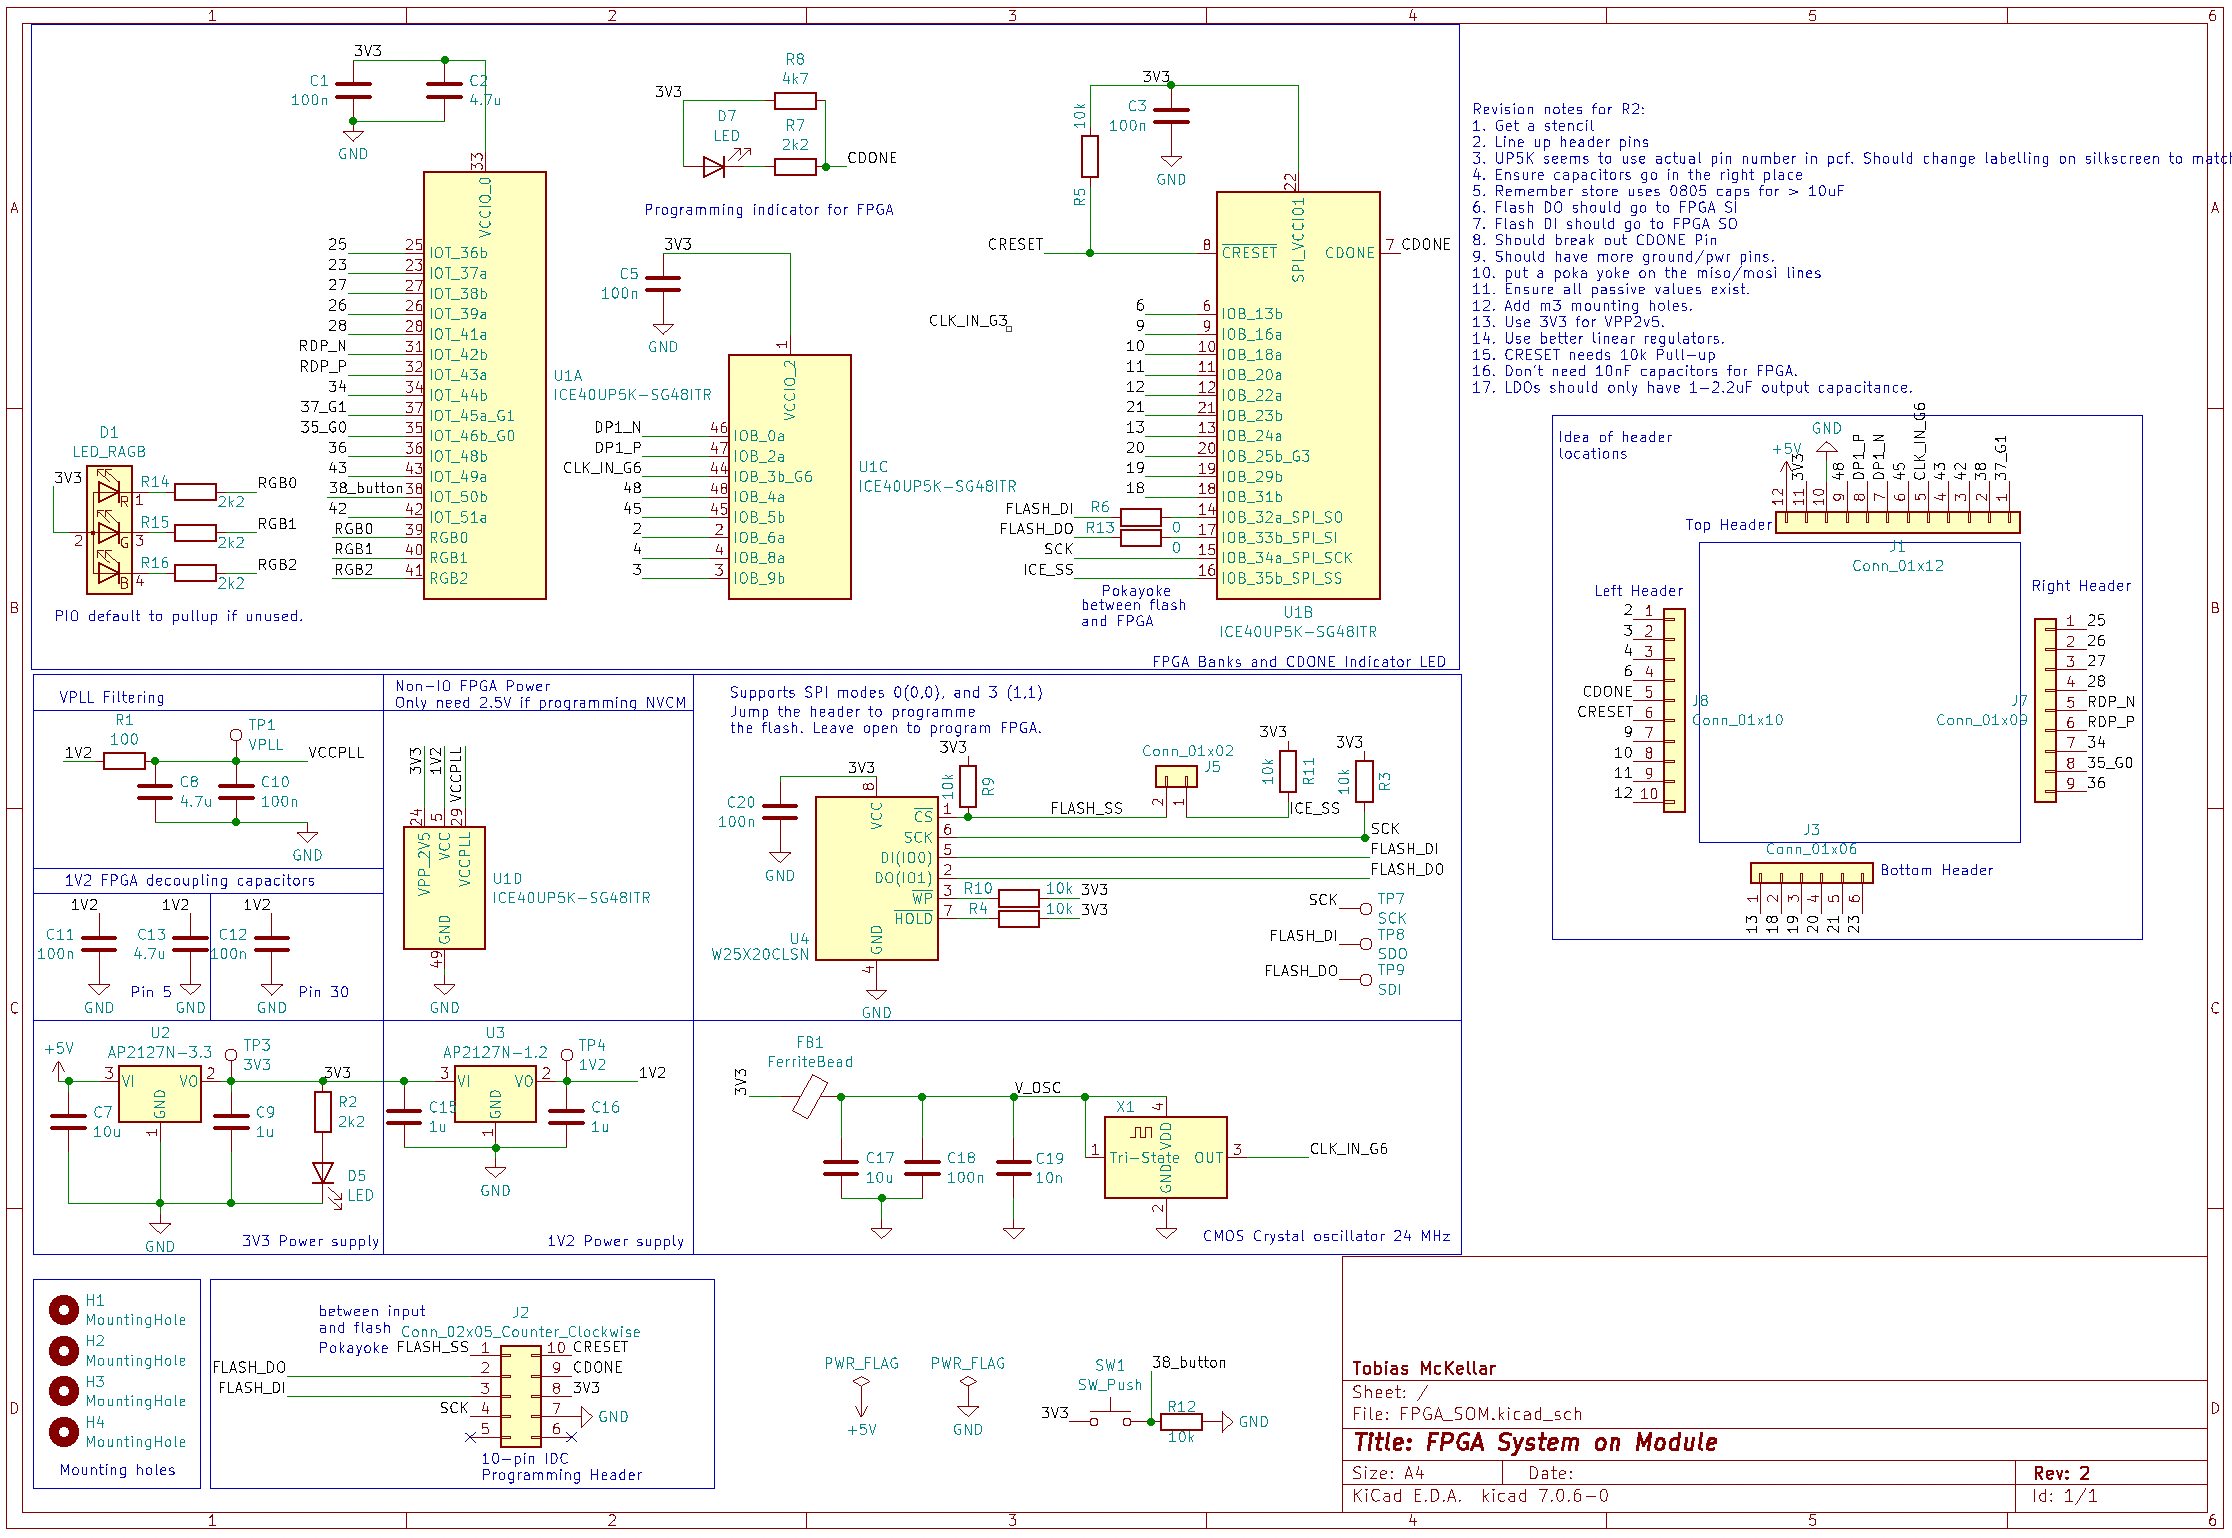 1 2 3 4 5 6
A
B
C
D
3V3
C1
100n
C2
4.7u
GND
33
VCCIO_0
25 25 IOT_36b
23 23 IOT_37a
27 27 IOT_38b
26 26 IOT_39a
28 28 IOT_41a
RDP_N 31 IOT_42b
RDP_P 32 IOT_43a
34 34 IOT_44b
37_G1 37 IOT_45a_G1
35_G0 35 IOT_46b_G0
36 36 IOT_48b
43 43 IOT_49a
38_button 38 IOT_50b
42 42 IOT_51a
RGB0 39 RGB0
RGB1 40 RGB1
RGB2 41 RGB2
U1A
ICE40UP5K-SG48ITR
D1
LED_RAGB
3V3
2
R 1
G 3
B 4
R14
2k2
RGB0
R15
2k2
RGB1
R16
2k2
RGB2
PIO default to pullup if unused.
R8
4k7
3V3
D7
LED
R7
2k2
CDONE
Programming indicator for FPGA
3V3
C5
100n
GND
1
VCCIO_2
DP1_N 46 IOB_0a
DP1_P 47 IOB_2a
CLK_IN_G6 44 IOB_3b_G6
48 48 IOB_4a
45 45 IOB_5b
2 2 IOB_6a
4 4 IOB_8a
3 3 IOB_9b
U1C
ICE40UP5K-SG48ITR
3V3
10k
R5
C3
100n
GND
22
SPI_VCCIO1
CRESET 8 CRESET
CDONE 7 CDONE
CLK_IN_G3
6 6 IOB_13b
9 9 IOB_16a
10 10 IOB_18a
11 11 IOB_20a
12 12 IOB_22a
21 21 IOB_23b
13 13 IOB_24a
20 20 IOB_25b_G3
19 19 IOB_29b
18 18 IOB_31b
FLASH_DI R6 0 14 IOB_32a_SPI_SO
FLASH_DO R13 0 17 IOB_33b_SPI_SI
SCK 15 IOB_34a_SPI_SCK
ICE_SS 16 IOB_35b_SPI_SS
Pokayoke
between flash
and FPGA
U1B
ICE40UP5K-SG48ITR
FPGA Banks and CDONE Indicator LED
Revision notes for R2:
1. Get a stencil
2. Line up header pins
3. UP5K seems to use actual pin number in pcf. Should change labelling on silkscreen to match
4. Ensure capacitors go in the right place
5. Remember store uses 0805 caps for > 10uF
6. Flash DO should go to FPGA SI
7. Flash DI should go to FPGA SO
8. Should break out CDONE Pin
9. Should have more ground/pwr pins.
10. put a poka yoke on the miso/mosi lines
11. Ensure all passive values exist.
12. Add m3 mounting holes.
13. Use 3V3 for VPP2v5.
14. Use better linear regulators.
15. CRESET needs 10k Pull-up
16. Don't need 10nF capacitors for FPGA.
17. LDOs should only have 1-2.2uF output capacitance.
Idea of header
locations
+5V 3V3 GND 48 DP1_P DP1_N 45 CLK_IN_G6 43 42 38 37_G1
12 11 10 9 8 7 6 5 4 3 2 1
Top Header
J1
Conn_01x12
Left Header
2 1
3 2
4 3
6 4
CDONE 5
CRESET 6
9 7
10 8
11 9
12 10
J8
Conn_01x10
Right Header
1 25
2 26
3 27
4 28
5 RDP_N
6 RDP_P
7 34
8 35_G0
9 36
J7
Conn_01x09
J3
Conn_01x06
Bottom Header
1 2 3 4 5 6
13 18 19 20 21 23
VPLL Filtering
R1
100
1V2
TP1
VPLL
VCCPLL
C8
4.7u
C10
100n
GND
1V2 FPGA decoupling capacitors
1V2 1V2 1V2
C11
100n
C13
4.7u
C12
100n
GND GND GND
Pin 5
Pin 30
Non-IO FPGA Power
Only need 2.5V if programming NVCM
3V3 1V2 VCCPLL
24 5 29
VPP_2V5 VCC VCCPLL
GND
49
GND
U1D
ICE40UP5K-SG48ITR
Supports SPI modes 0(0,0), and 3 (1,1)
Jump the header to programme
the flash. Leave open to program FPGA.
3V3
C20
100n
GND
8
VCC
3V3
10k
R9
CS 1
SCK 6
DI(IO0) 5
DO(IO1) 2
WP 3
HOLD 7
GND
4
GND
U4
W25X20CLSN
FLASH_SS
Conn_01x02
J5
2 1
3V3
10k
R11
ICE_SS
3V3
10k
R3
SCK
FLASH_DI
FLASH_DO
R10 10k 3V3
R4 10k 3V3
SCK TP7
SCK
FLASH_DI TP8
SDO
FLASH_DO TP9
SDI
U2
AP2127N-3.3
+5V
3 VI VO 2
GND
1
TP3
3V3
3V3
C7
10u
C9
1u
R2
2k2
D5
LED
GND
3V3 Power supply
U3
AP2127N-1.2
3 VI VO 2
GND
1
TP4
1V2
1V2
C15
1u
C16
1u
GND
1V2 Power supply
FB1
FerriteBead
3V3
V_OSC
C17
10u
C18
100n
C19
10n
X1
4
VDD
1 Tri-State OUT 3
GND
2
CLK_IN_G6
CMOS Crystal oscillator 24 MHz
H1
MountingHole
H2
MountingHole
H3
MountingHole
H4
MountingHole
Mounting holes
between input
and flash
Pokayoke
J2
Conn_02x05_Counter_Clockwise
FLASH_SS 1 10 CRESET
FLASH_DO 2 9 CDONE
FLASH_DI 3 8 3V3
SCK 4 7 GND
5 6
10-pin IDC
Programming Header
PWR_FLAG
+5V
PWR_FLAG
GND
SW1
SW_Push
38_button
3V3
R12
10k
GND
Tobias McKellar
Sheet: /
File: FPGA_SOM.kicad_sch
Title: FPGA System on Module
Size: A4 Date:
Rev: 2
KiCad E.D.A. kicad 7.0.6-0
Id: 1/1
A
B
C
D
1 2 3 4 5 6